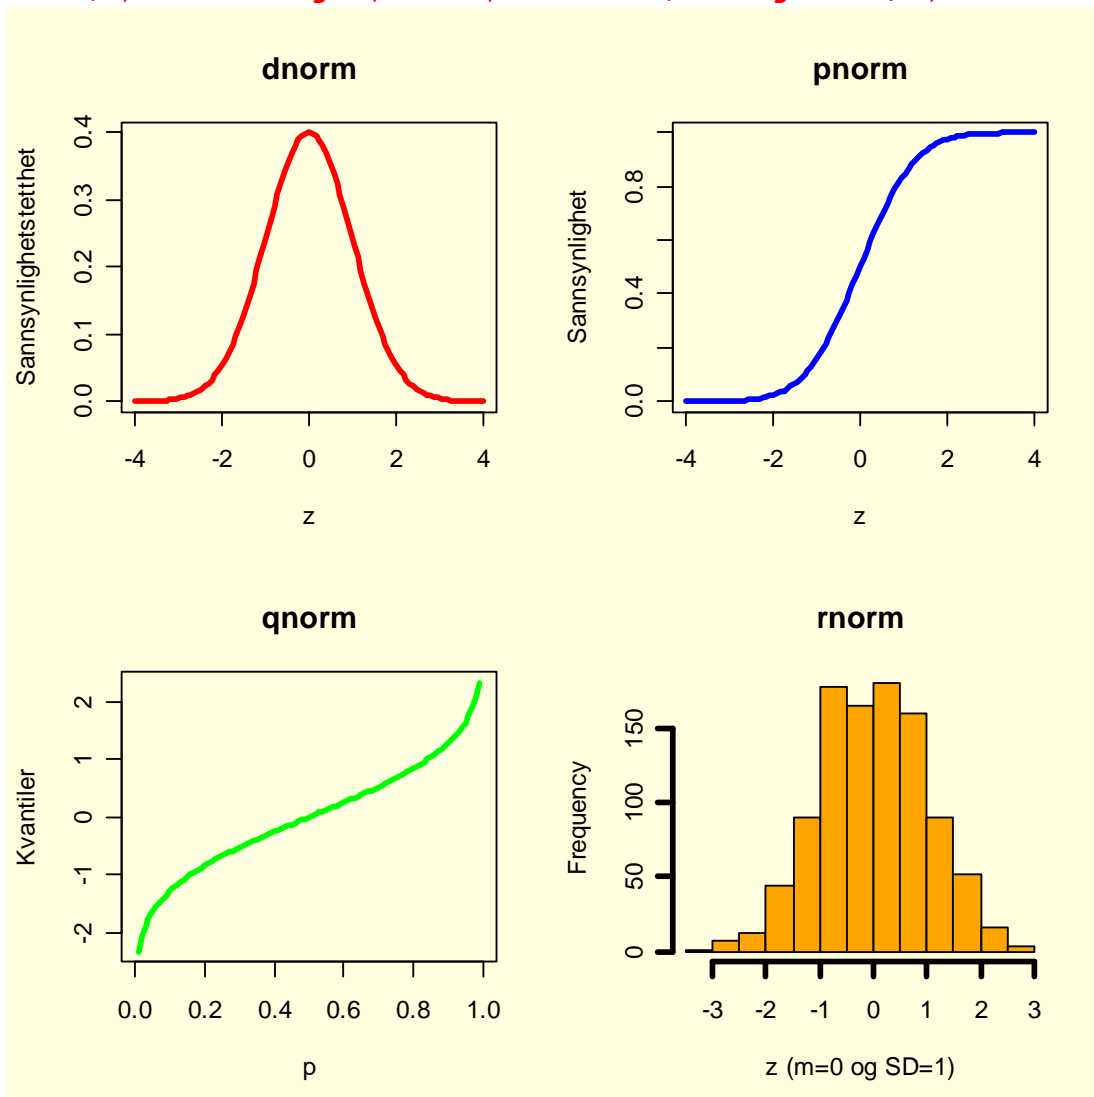 dnorm
Sannsynlighetstetthet
0.0 0.1 0.2 0.3 0.4
-4 -2 0 2 4
z
pnorm
Sannsynlighet
0.0 0.4 0.8
-4 -2 0 2 4
z
qnorm
Kvantiler
-2 -1 0 1 2
0.0 0.2 0.4 0.6 0.8 1.0
p
rnorm
Frequency
0 50 100 150
-3 -2 -1 0 1 2 3
z (m=0 og SD=1)